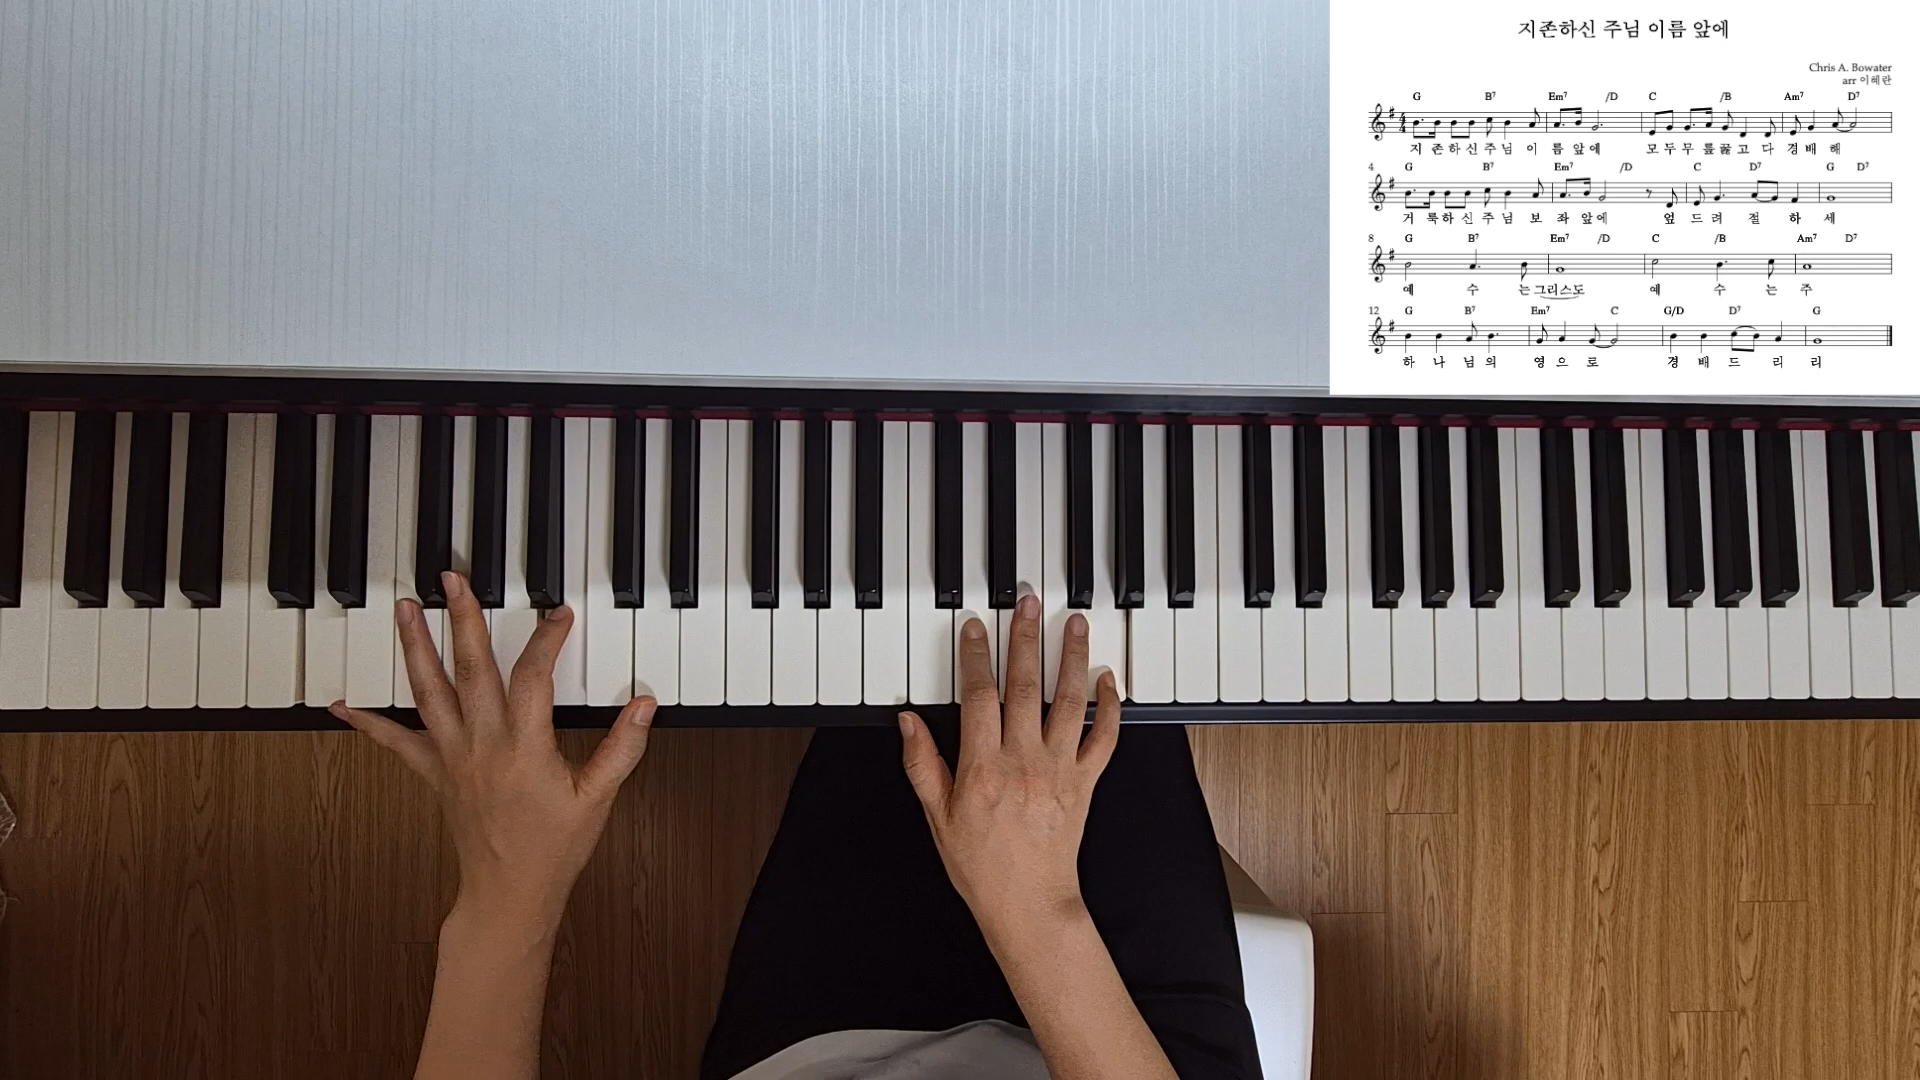 지존하신 주님 이름 앞에
Chris A. Bowater
arr 이혜란
G B7 Em7 /D C /B Am7 D7
지 존 하 신 주 님 이 름 앞 에 모 두 무 릎 꿇 고 다 경 배 해
4 G B7 Em7 /D C D7 G D7
거 룩 하 신 주 님 보 좌 앞 에 엎 드 려 절 하 세
8 G B7 Em7 /D C /B Am7 D7
예 수 는 그리스도 예 수 는 주
12 G B7 Em7 C G/D D7 G
하 나 님 의 영 으 로 경 배 드 리 리